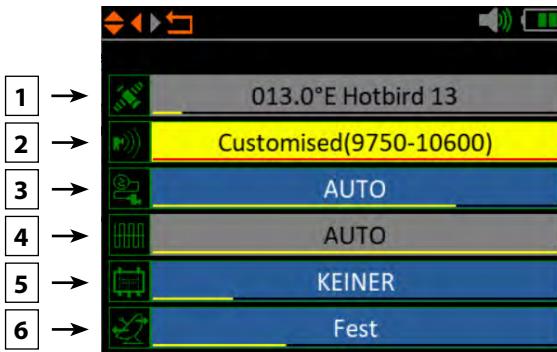 1 013.0°E Hotbird 13
2 Customised(9750-10600)
3 AUTO
4 AUTO
5 KEINER
6 Fest